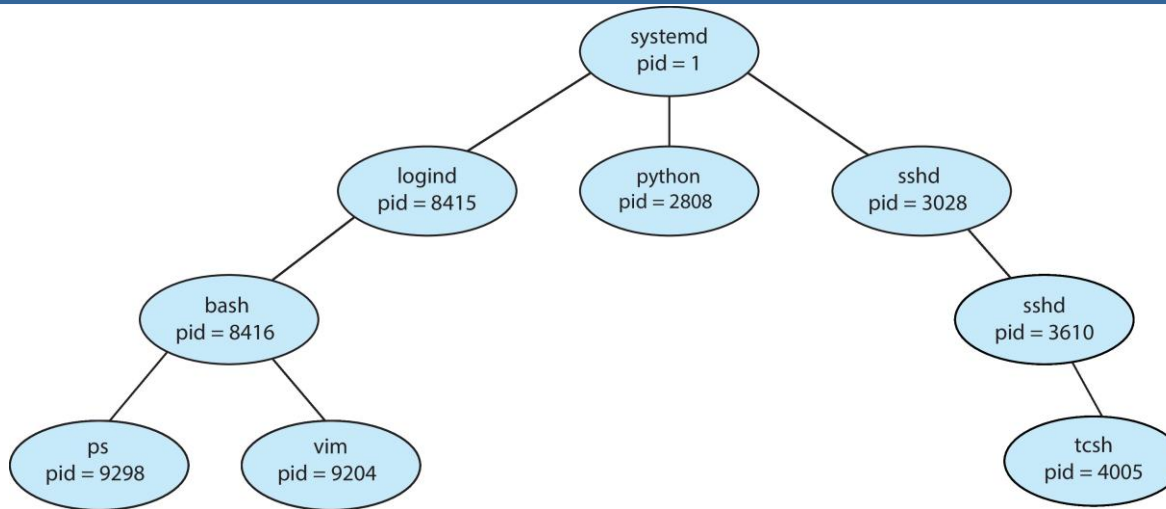 systemd
pid = 1
logind
pid = 8415
python
pid = 2808
sshd
pid = 3028
bash
pid = 8416
sshd
pid = 3610
ps
pid = 9298
vim
pid = 9204
tcsh
pid = 4005